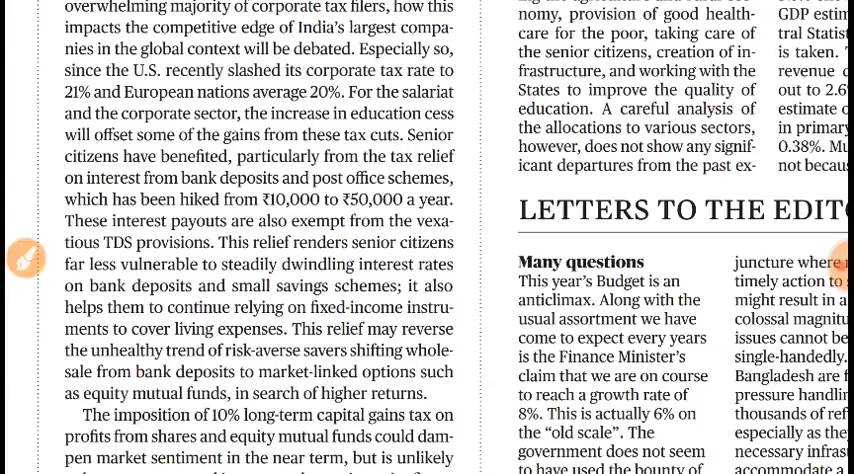 overwhelming majority of corporate tax filers, how this
impacts the competitive edge of India's largest compa-
nies in the global context will be debated. Especially so,
since the U.S. recently slashed its corporate tax rate to
21% and European nations average 20%. For the salariat
and the corporate sector, the increase in education cess
will offset some of the gains from these tax cuts. Senior
citizens have benefited, particularly from the tax relief
on interest from bank deposits and post office schemes,
which has been hiked from ₹10,000 to ₹50,000 a year.
These interest payouts are also exempt from the vexa-
tious TDS provisions. This relief renders senior citizens
far less vulnerable to steadily dwindling interest rates
on bank deposits and small savings schemes; it also
helps them to continue relying on fixed-income instru-
ments to cover living expenses. This relief may reverse
the unhealthy trend of risk-averse savers shifting whole-
sale from bank deposits to market-linked options such
as equity mutual funds, in search of higher returns.
The imposition of 10% long-term capital gains tax on
profits from shares and equity mutual funds could dam-
pen market sentiment in the near term, but is unlikely
nomy, provision of good health-
care for the poor, taking care of
the senior citizens, creation of in-
frastructure, and working with the
States to improve the quality of
education. A careful analysis of
the allocations to various sectors,
however, does not show any signif-
icant departures from the past ex-
GDP estim
tral Statist
is taken.
revenue
out to 2.6
estimate
in primary
0.38%. Mu
not becau
LETTERS TO THE EDIT
Many questions
This year's Budget is an
anticlimax. Along with the
usual assortment we have
come to expect every years
is the Finance Minister's
claim that we are on course
to reach a growth rate of
8%. This is actually 6% on
the "old scale". The
government does not seem
to have used the bounty of
juncture where
timely action to
might result in a
colossal magnitu
issues cannot be
single-handedly.
Bangladesh are f
pressure handlin
thousands of ref
especially as the
necessary infras
accommodate a